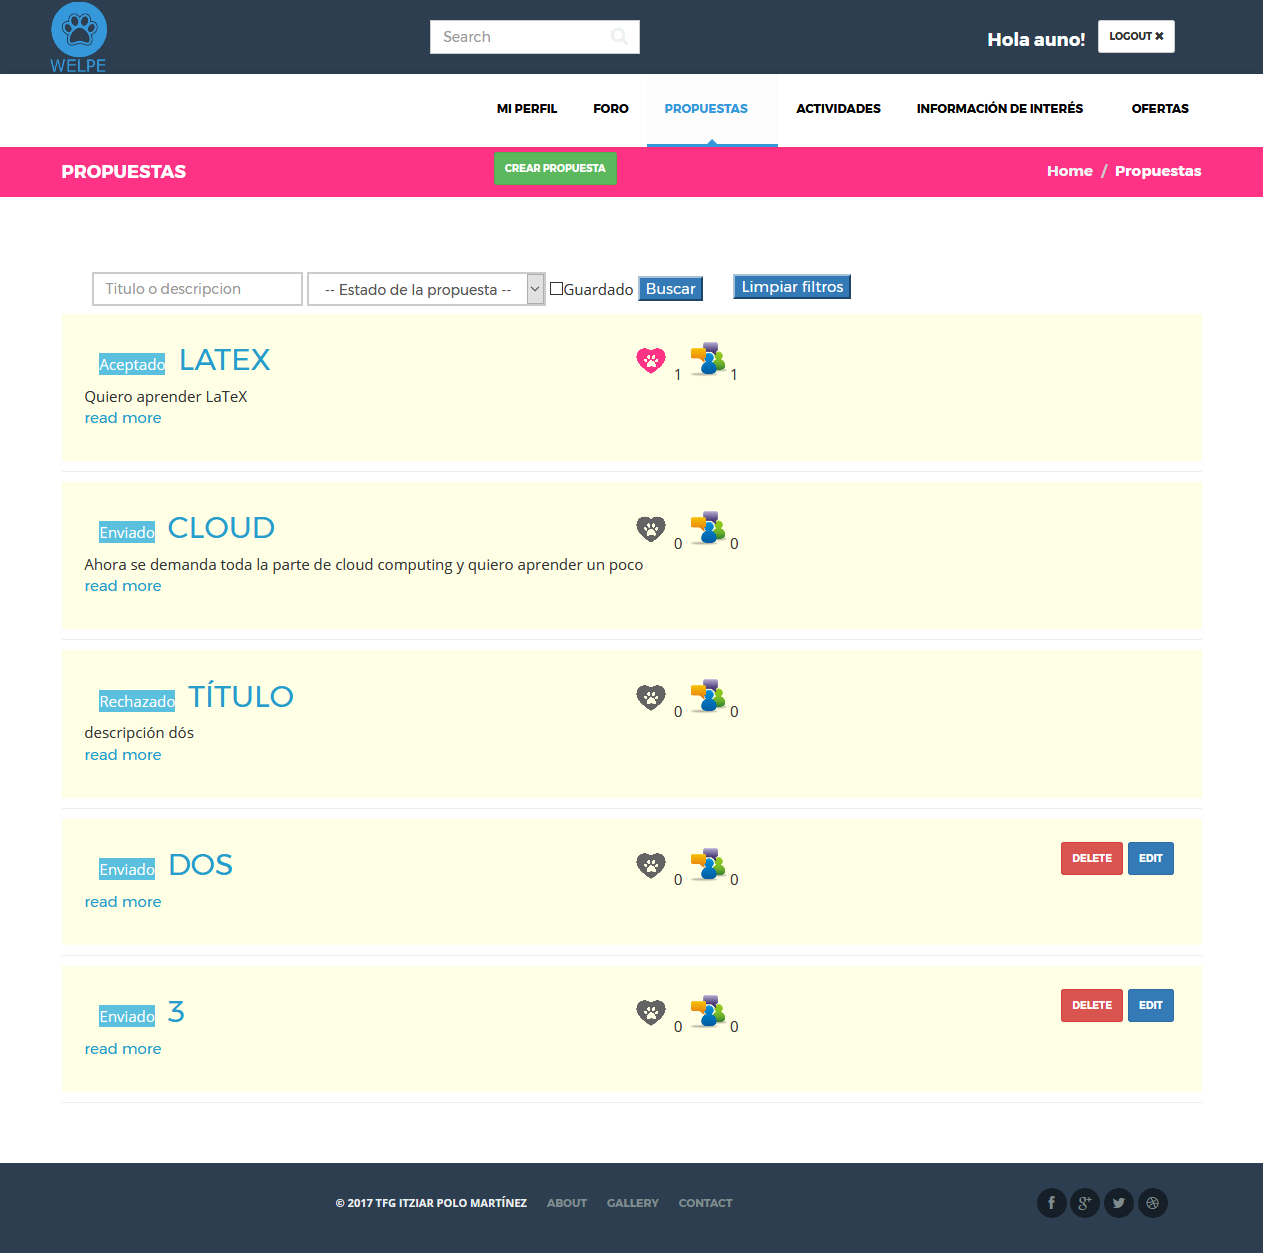 WELPE
Search
Hola auno!
LOGOUT ✖
MI PERFIL FORO PROPUESTAS ACTIVIDADES INFORMACIÓN DE INTERÉS OFERTAS
PROPUESTAS
CREAR PROPUESTA
Home / Propuestas
Titulo o descripcion
-- Estado de la propuesta --
Guardado
Buscar
Limpiar filtros
Aceptado LATEX 1 1
Quiero aprender LaTeX
read more
Enviado CLOUD 0 0
Ahora se demanda toda la parte de cloud computing y quiero aprender un poco
read more
Rechazado TÍTULO 0 0
descripción dós
read more
Enviado DOS 0 0 DELETE EDIT
read more
Enviado 3 0 0 DELETE EDIT
read more
© 2017 TFG ITZIAR POLO MARTÍNEZ ABOUT GALLERY CONTACT